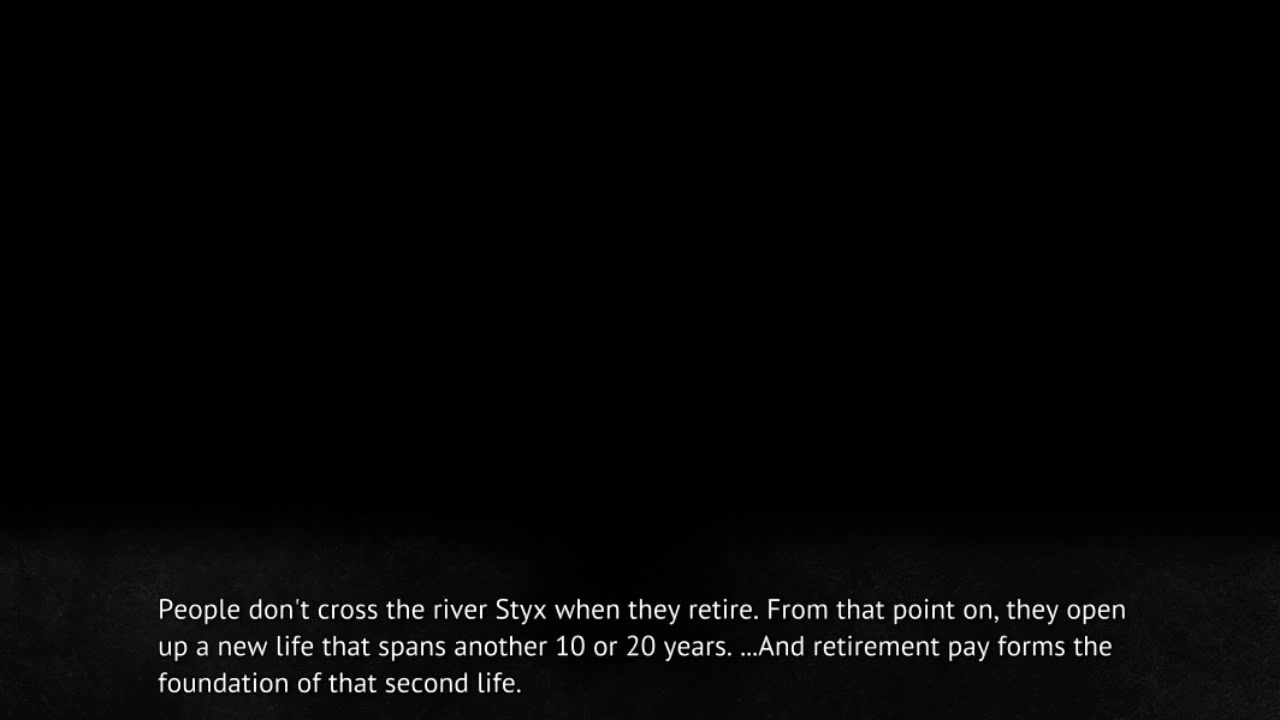 People don't cross the river Styx when they retire. From that point on, they open
up a new life that spans another 10 or 20 years. ...And retirement pay forms the
foundation of that second life.